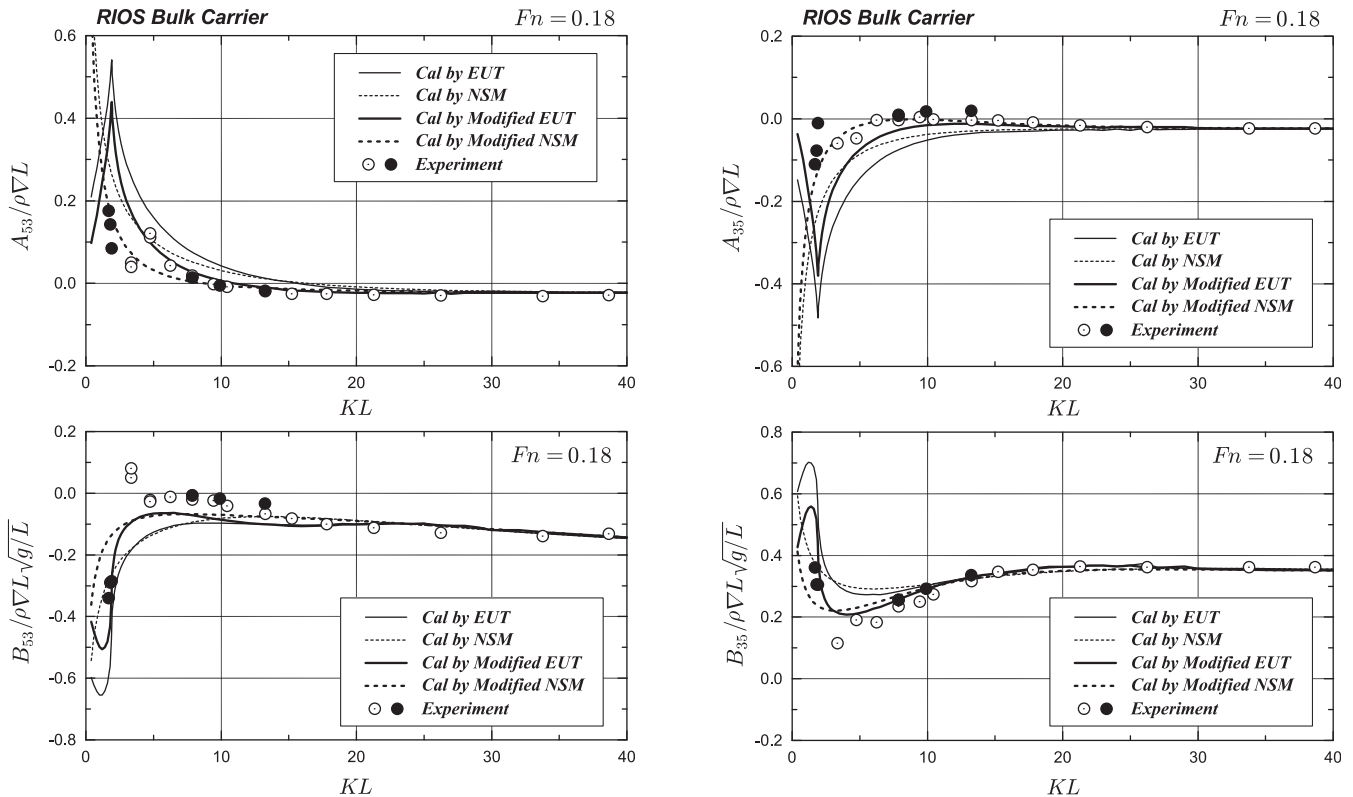 RIOS Bulk Carrier
Fn = 0.18
0.6
0.4
0.2
0.0
-0.2
A₅₃/ρ∇L
Cal by EUT
Cal by NSM
Cal by Modified EUT
Cal by Modified NSM
Experiment
0 10 20 30 40
KL
RIOS Bulk Carrier
Fn = 0.18
0.2
0.0
-0.2
-0.4
-0.6
A₃₅/ρ∇L
Cal by EUT
Cal by NSM
Cal by Modified EUT
Cal by Modified NSM
Experiment
0 10 20 30 40
KL
Fn = 0.18
0.2
0.0
-0.2
-0.4
-0.6
-0.8
B₅₃/ρ∇L√g/L
Cal by EUT
Cal by NSM
Cal by Modified EUT
Cal by Modified NSM
Experiment
0 10 20 30 40
KL
Fn = 0.18
0.8
0.6
0.4
0.2
0.0
-0.2
B₃₅/ρ∇L√g/L
Cal by EUT
Cal by NSM
Cal by Modified EUT
Cal by Modified NSM
Experiment
0 10 20 30 40
KL